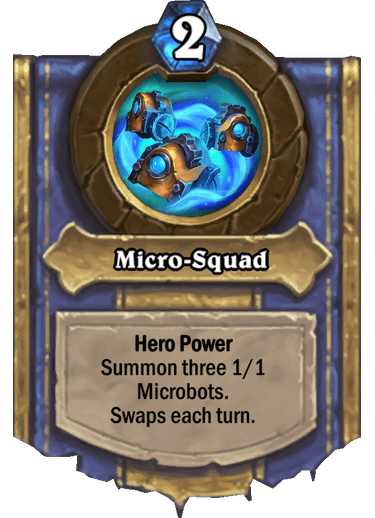 2
Micro-Squad
Hero Power
Summon three 1/1
Microbots.
Swaps each turn.